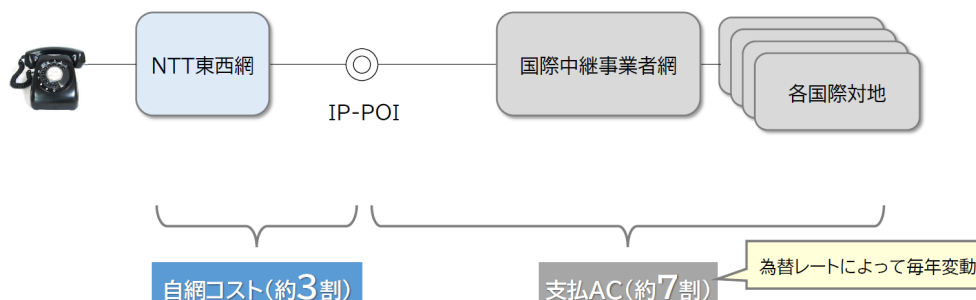 NTT東西網
IP-POI
国際中継事業者網
各国際対地
自網コスト(約3割)
支払AC(約7割)
為替レートによって毎年変動